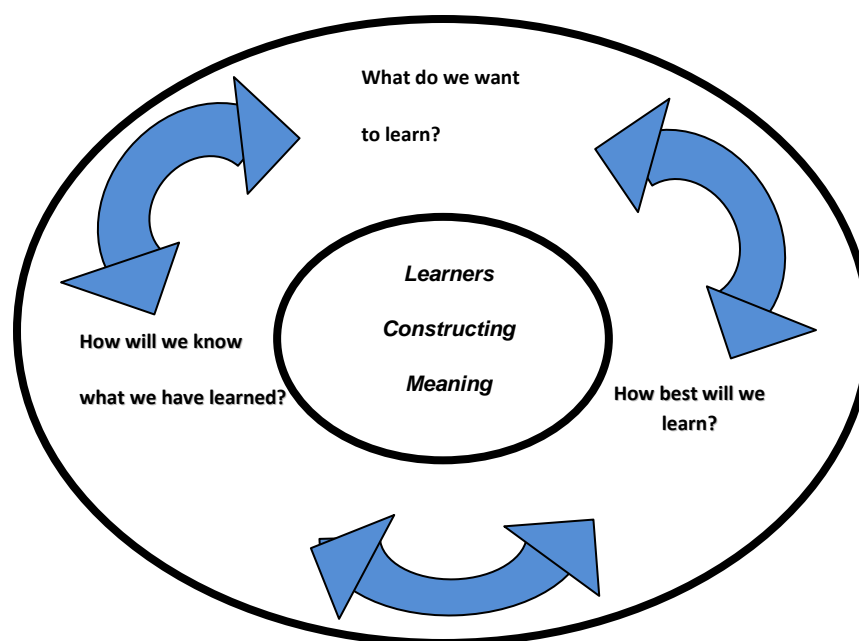 What do we want
to learn?
Learners
Constructing
Meaning
How will we know
what we have learned?
How best will we
learn?